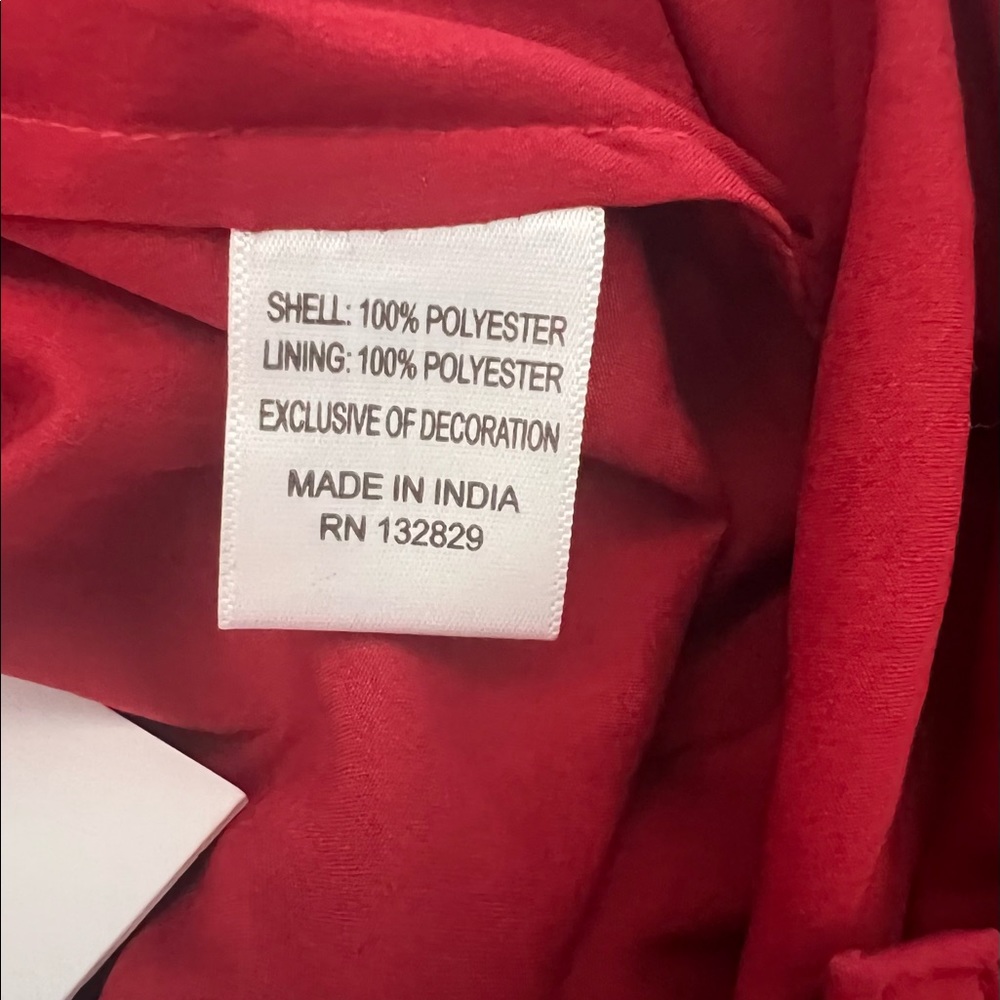 SHELL: 100% POLYESTER
LINING: 100% POLYESTER
EXCLUSIVE OF DECORATION
MADE IN INDIA
RN 132829